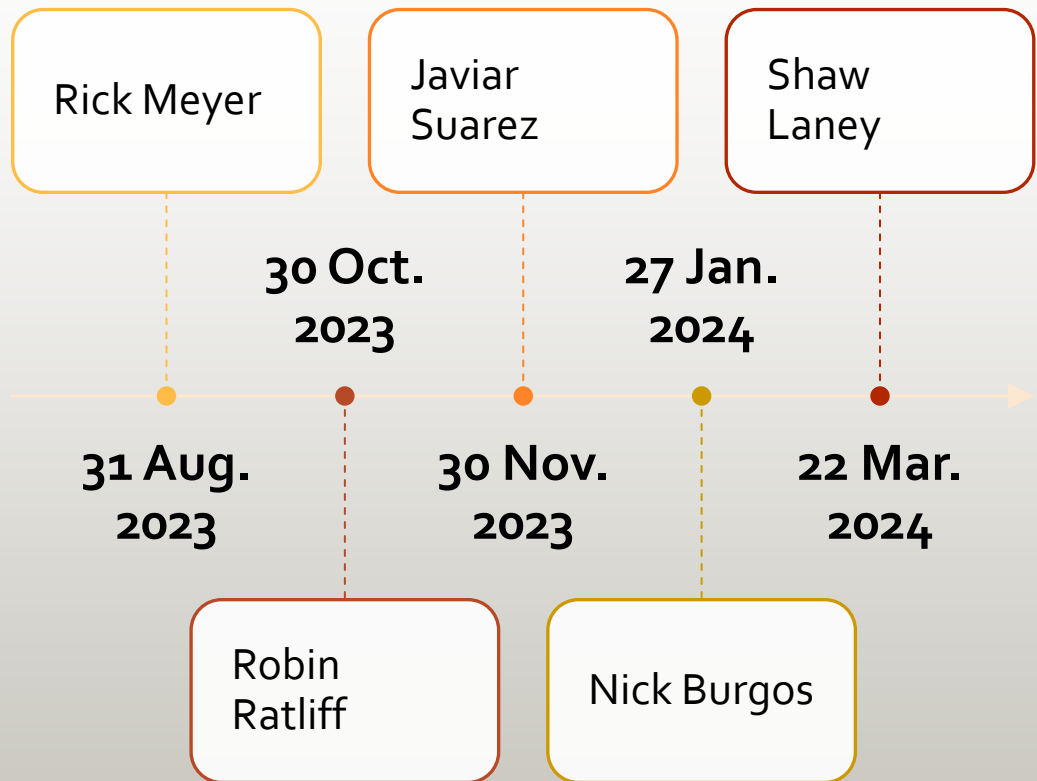 Rick Meyer
Javiar
Suarez
Shaw
Laney
30 Oct.
2023
27 Jan.
2024
31 Aug.
2023
30 Nov.
2023
22 Mar.
2024
Robin
Ratliff
Nick Burgos